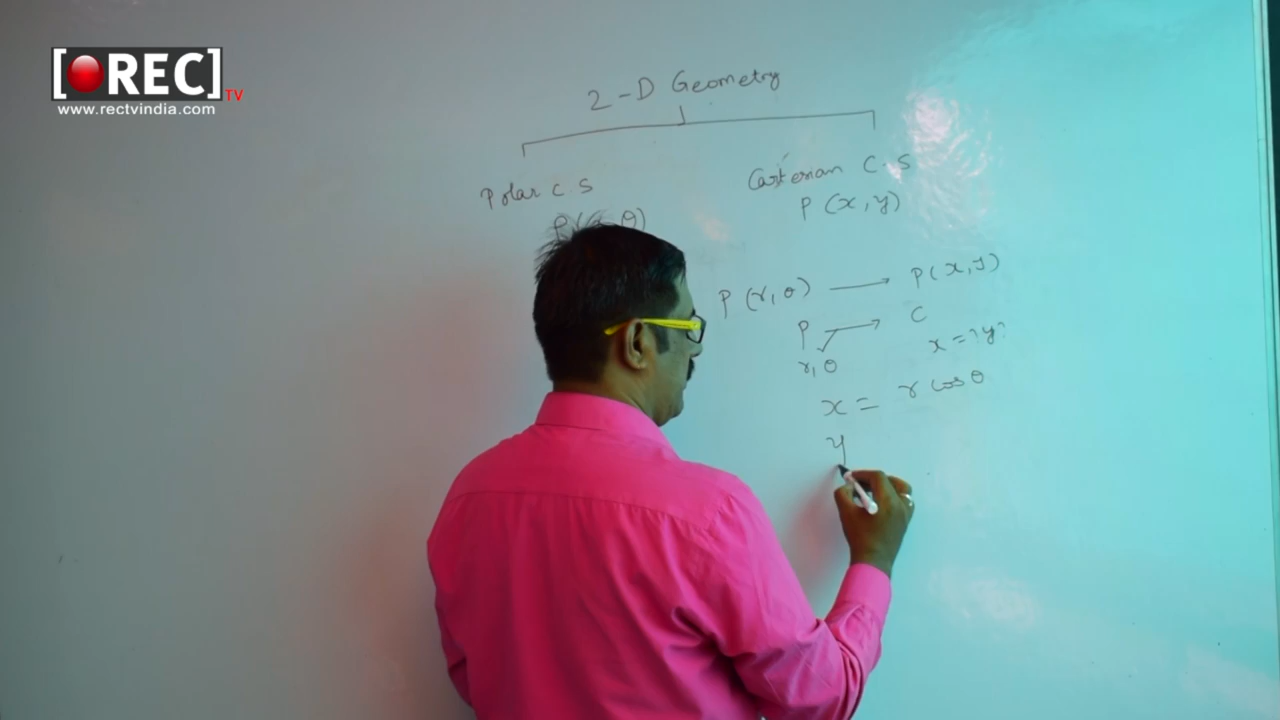 [REC] TV
www.rectvindia.com
2-D Geometry
Polar C.S
Cartesian C.S
P(r, θ)
P (x, y)
P (r, θ) → P(x, y)
P → C
r, θ
x=? y?
x = r cos θ
y